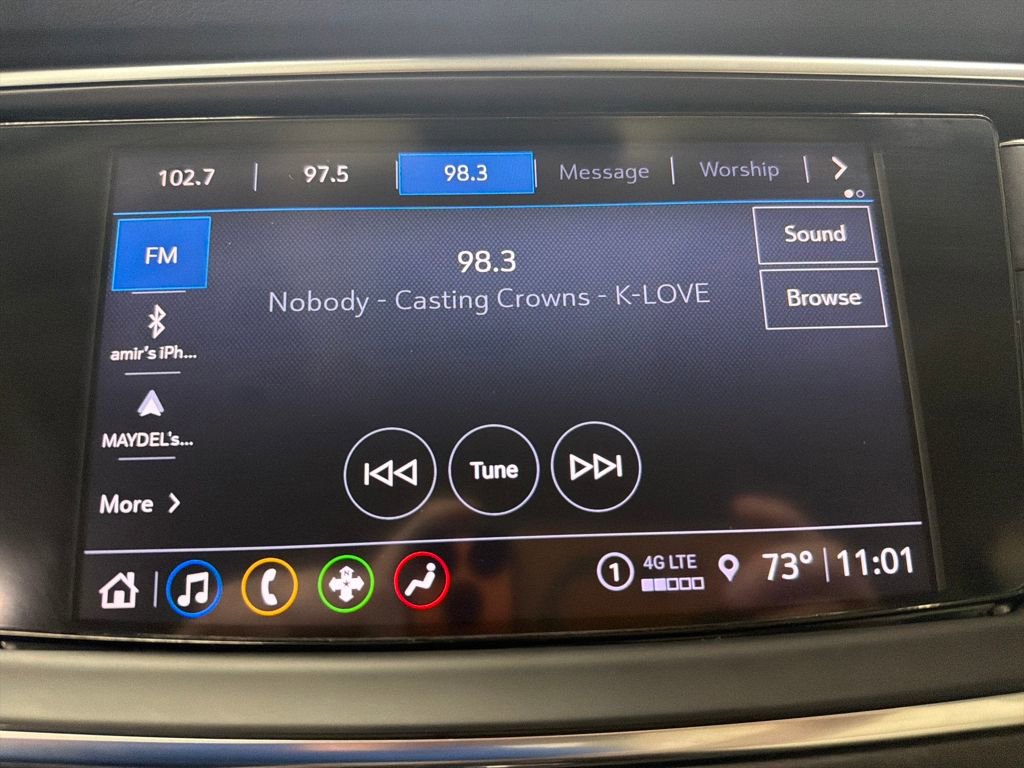 102.7 | 97.5 | 98.3 Message | Worship |
FM
98.3
Sound
Nobody - Casting Crowns - K-LOVE
Browse
amir's iPh...
MAYDEL's...
Tune
More
N
1 4G LTE 73° | 11:01